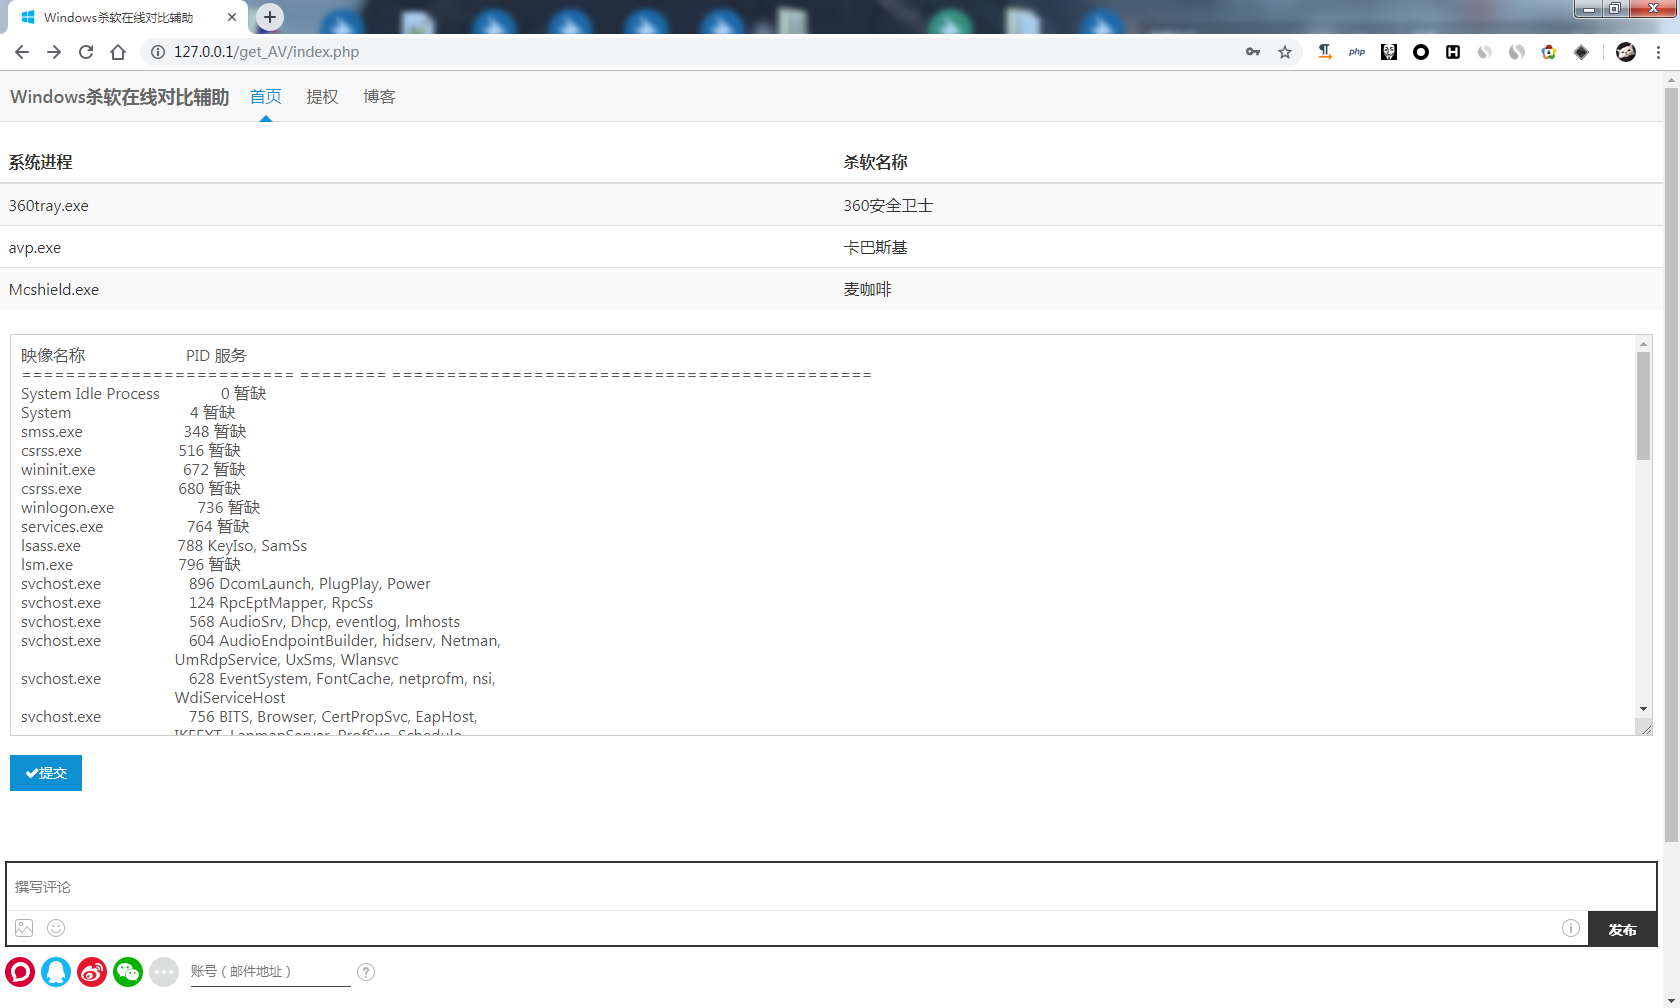 Windows杀软在线对比辅助
127.0.0.1/get_AV/index.php
php
Windows杀软在线对比辅助 首页 提权 博客
系统进程 杀软名称
360tray.exe 360安全卫士
avp.exe 卡巴斯基
Mcshield.exe 麦咖啡
映像名称 PID 服务
========================= ======== ============================================
System Idle Process 0 暂缺
System 4 暂缺
smss.exe 348 暂缺
csrss.exe 516 暂缺
wininit.exe 672 暂缺
csrss.exe 680 暂缺
winlogon.exe 736 暂缺
services.exe 764 暂缺
lsass.exe 788 KeyIso, SamSs
lsm.exe 796 暂缺
svchost.exe 896 DcomLaunch, PlugPlay, Power
svchost.exe 124 RpcEptMapper, RpcSs
svchost.exe 568 AudioSrv, Dhcp, eventlog, lmhosts
svchost.exe 604 AudioEndpointBuilder, hidserv, Netman,
UmRdpService, UxSms, Wlansvc
svchost.exe 628 EventSystem, FontCache, netprofm, nsi,
WdiServiceHost
svchost.exe 756 BITS, Browser, CertPropSvc, EapHost,
IKEEXT, LanmanServer, ProfSvc, Schedule,
提交
撰写评论
发布
账号（邮件地址）